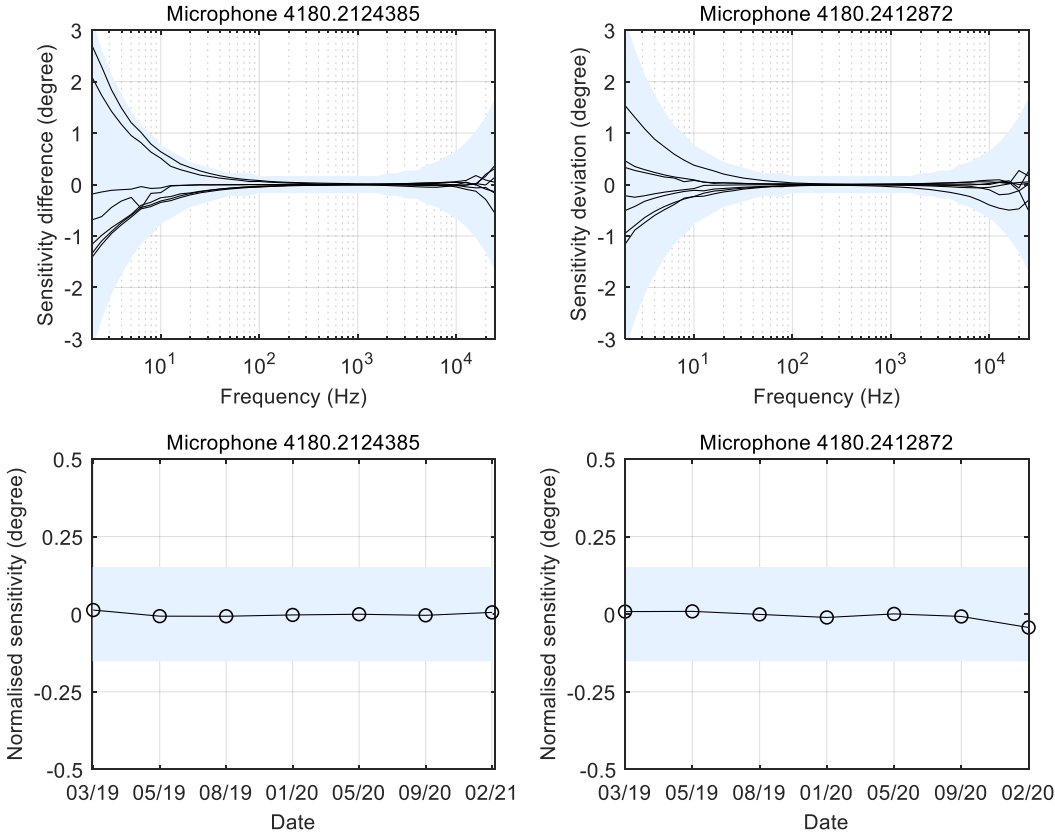 Microphone 4180.2124385
Sensitivity difference (degree)
3
2
1
0
-1
-2
-3
10^1 10^2 10^3 10^4
Frequency (Hz)
Microphone 4180.2412872
Sensitivity deviation (degree)
3
2
1
0
-1
-2
-3
10^1 10^2 10^3 10^4
Frequency (Hz)
Microphone 4180.2124385
Normalised sensitivity (degree)
0.5
0.25
0
-0.25
-0.5
03/19 05/19 08/19 01/20 05/20 09/20 02/21
Date
Microphone 4180.2412872
Normalised sensitivity (degree)
0.5
0.25
0
-0.25
-0.5
03/19 05/19 08/19 01/20 05/20 09/20 02/20
Date